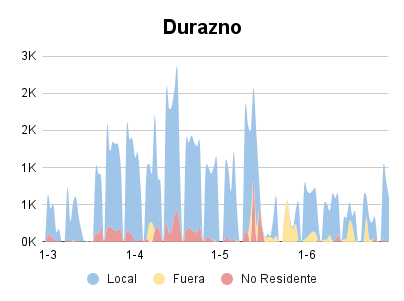 Durazno
3K
2K
2K
1K
1K
0K
1-3 1-4 1-5 1-6
Local Fuera No Residente